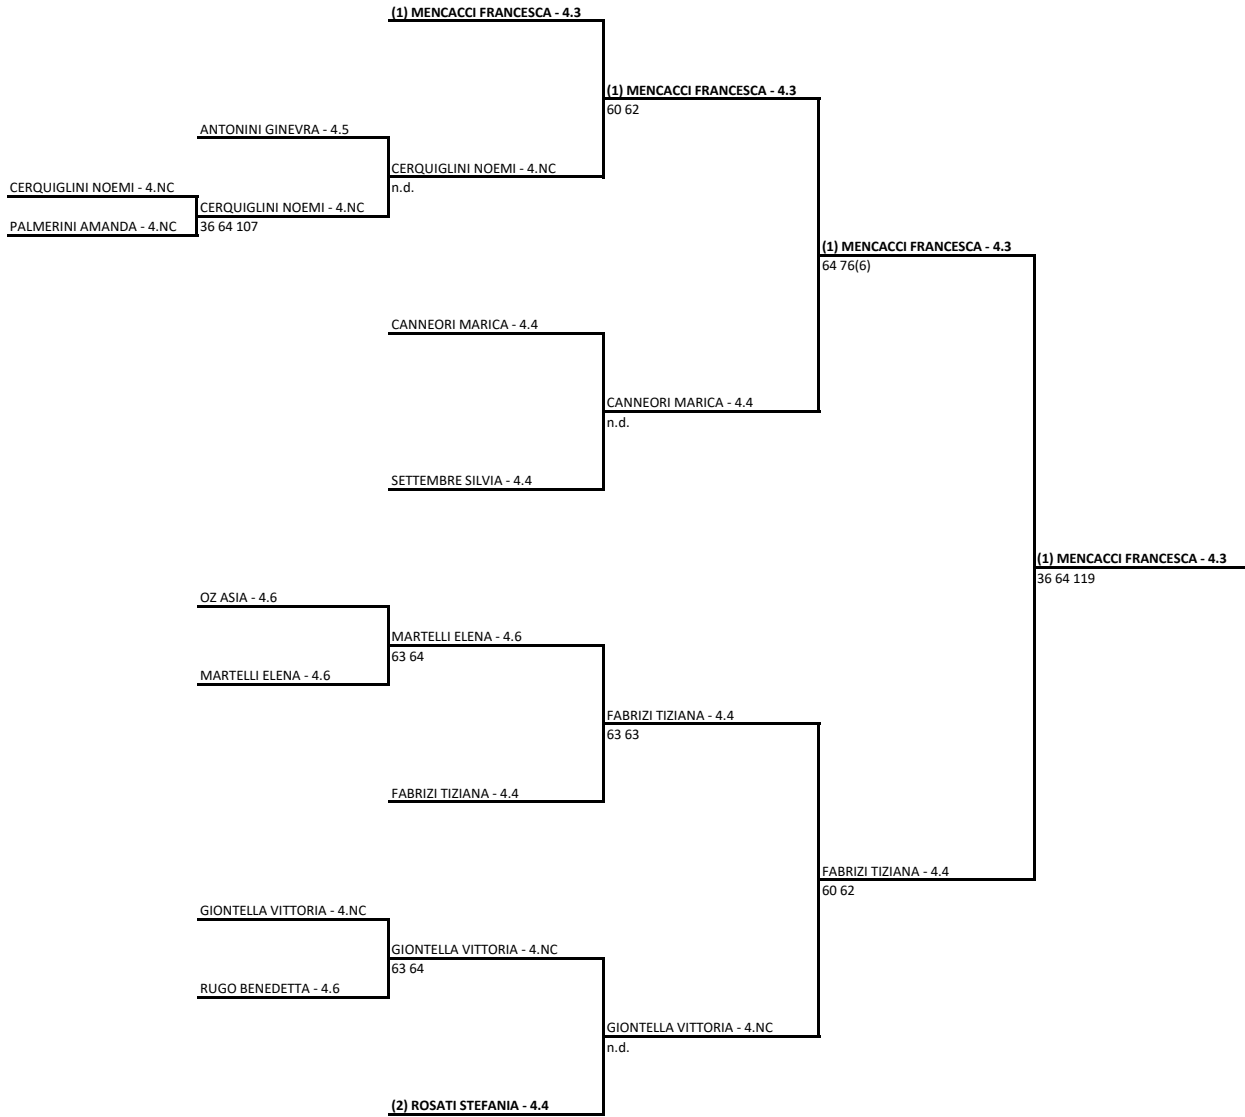 (1) MENCACCI FRANCESCA - 4.3
(1) MENCACCI FRANCESCA - 4.3
60 62
ANTONINI GINEVRA - 4.5
CERQUIGLINI NOEMI - 4.NC
n.d.
CERQUIGLINI NOEMI - 4.NC
CERQUIGLINI NOEMI - 4.NC
36 64 107
PALMERINI AMANDA - 4.NC
(1) MENCACCI FRANCESCA - 4.3
64 76(6)
CANNEORI MARICA - 4.4
CANNEORI MARICA - 4.4
n.d.
SETTEMBRE SILVIA - 4.4
(1) MENCACCI FRANCESCA - 4.3
36 64 119
OZ ASIA - 4.6
MARTELLI ELENA - 4.6
63 64
MARTELLI ELENA - 4.6
FABRIZI TIZIANA - 4.4
63 63
FABRIZI TIZIANA - 4.4
FABRIZI TIZIANA - 4.4
60 62
GIONTELLA VITTORIA - 4.NC
GIONTELLA VITTORIA - 4.NC
63 64
RUGO BENEDETTA - 4.6
GIONTELLA VITTORIA - 4.NC
n.d.
(2) ROSATI STEFANIA - 4.4